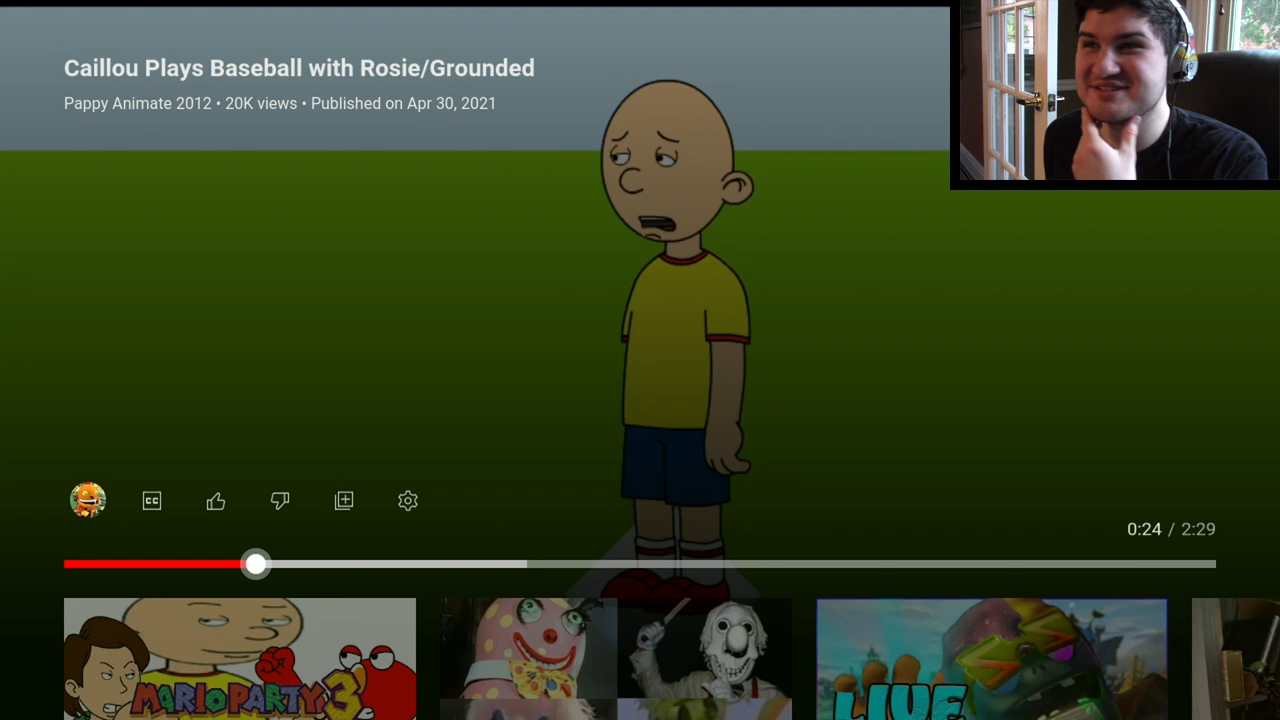 Caillou Plays Baseball with Rosie/Grounded
Pappy Animate 2012 • 20K views • Published on Apr 30, 2021
CC
0:24 / 2:29
MARIO PARTY 3
LIVE